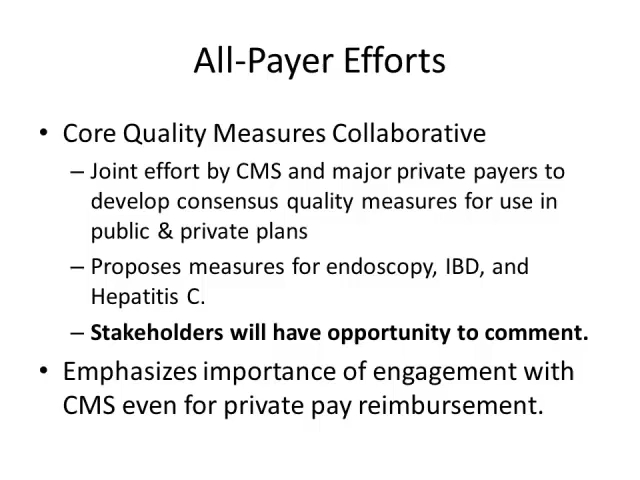 All-Payer Efforts
• Core Quality Measures Collaborative
– Joint effort by CMS and major private payers to
develop consensus quality measures for use in
public & private plans
– Proposes measures for endoscopy, IBD, and
Hepatitis C.
– Stakeholders will have opportunity to comment.
• Emphasizes importance of engagement with
CMS even for private pay reimbursement.